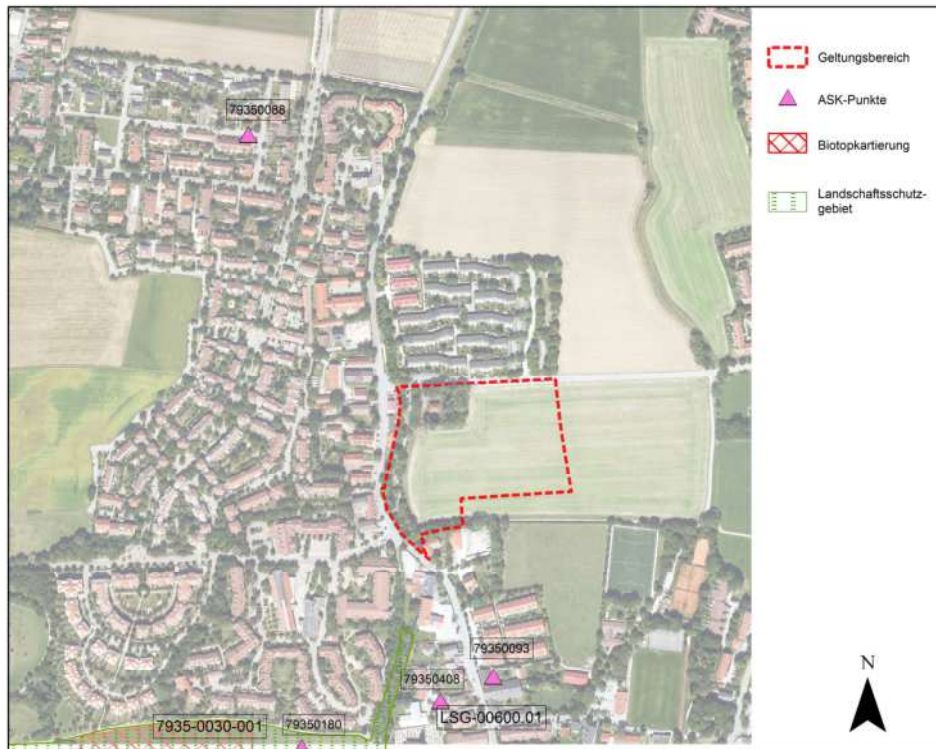 79350088
79350093
79350408
LSG-00600.01
7935-0030-001
79350180
Geltungsbereich
ASK-Punkte
Biotopkartierung
Landschaftsschutz-
gebiet
N